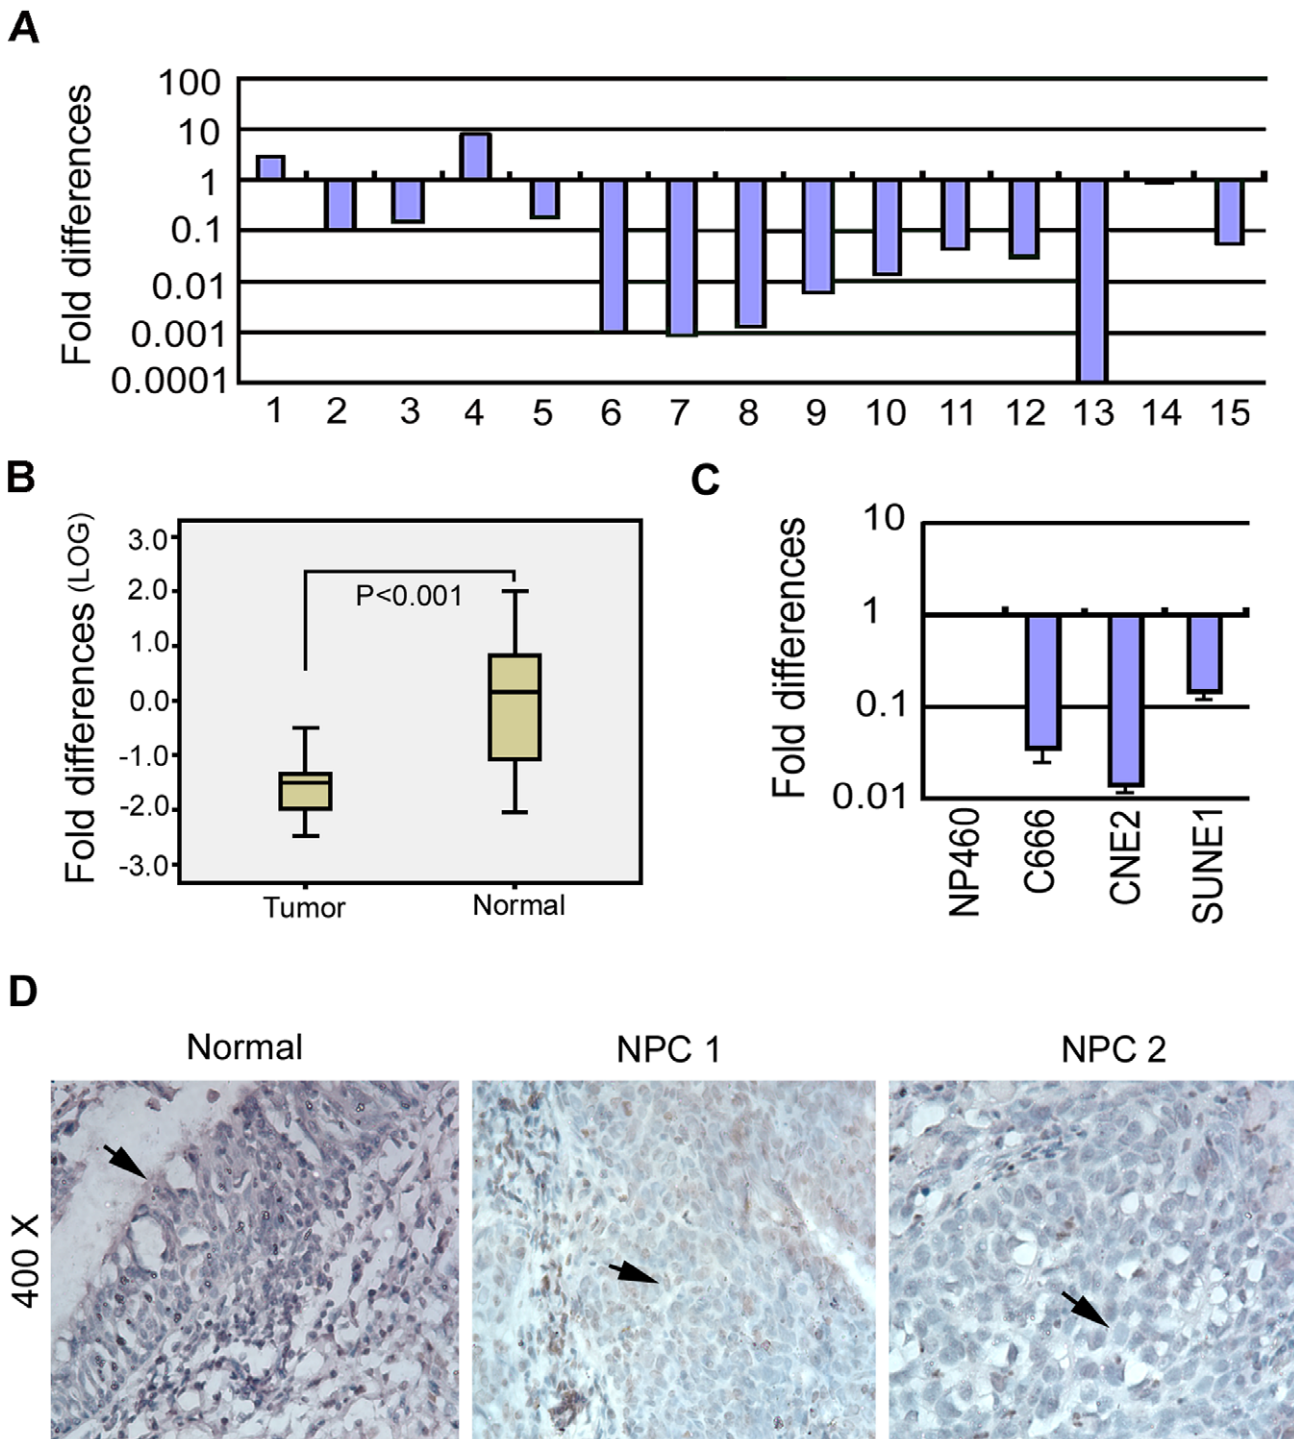 A
Fold differences
100
10
1
0.1
0.01
0.001
0.0001
1 2 3 4 5 6 7 8 9 10 11 12 13 14 15
B
Fold differences (LOG)
3.0
2.0
1.0
0.0
-1.0
-2.0
-3.0
P<0.001
Tumor Normal
C
Fold differences
10
1
0.1
0.01
NP460 C666 CNE2 SUNE1
D
Normal NPC 1 NPC 2
400 X